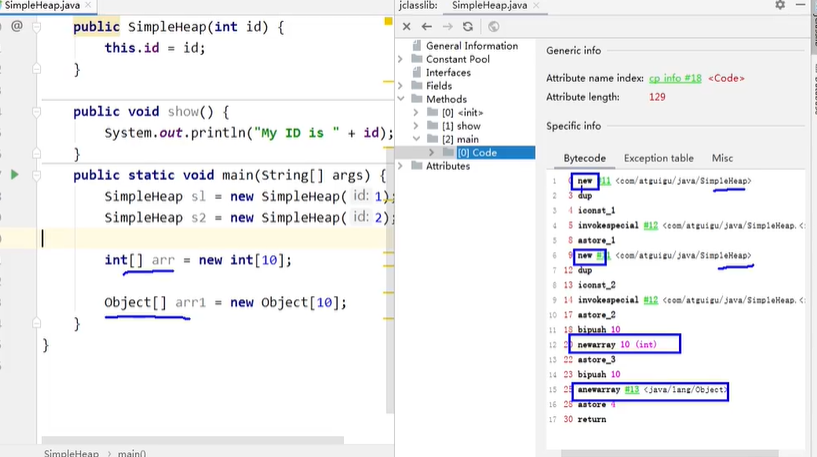 SimpleHeap.java
public SimpleHeap(int id) {
this.id = id;
}
public void show() {
System.out.println("My ID is " + id);
}
public static void main(String[] args) {
SimpleHeap sl = new SimpleHeap( id: 1);
SimpleHeap s2 = new SimpleHeap( id: 2);
int[] arr = new int[10];
Object[] arr1 = new Object[10];
}
}
SimpleHeap > main()
jclasslib: SimpleHeap.java
General Information
Constant Pool
Interfaces
Fields
Methods
[0] <init>
[1] show
[2] main
[0] Code
Attributes
Generic info
Attribute name index: cp info #18 <Code>
Attribute length: 129
Specific info
Bytecode Exception table Misc
1 0 new #11 <com/atguigu/java/SimpleHeap>
2 3 dup
3 4 iconst_1
4 5 invokespecial #12 <com/atguigu/java/SimpleHeap.<
5 8 astore_1
6 9 new #11 <com/atguigu/java/SimpleHeap>
7 12 dup
8 13 iconst_2
9 14 invokespecial #12 <com/atguigu/java/SimpleHeap.<
10 17 astore_2
11 18 bipush 10
12 20 newarray 10 (int)
13 22 astore_3
14 23 bipush 10
15 25 anewarray #13 <java/lang/Object>
16 28 astore 4
17 30 return